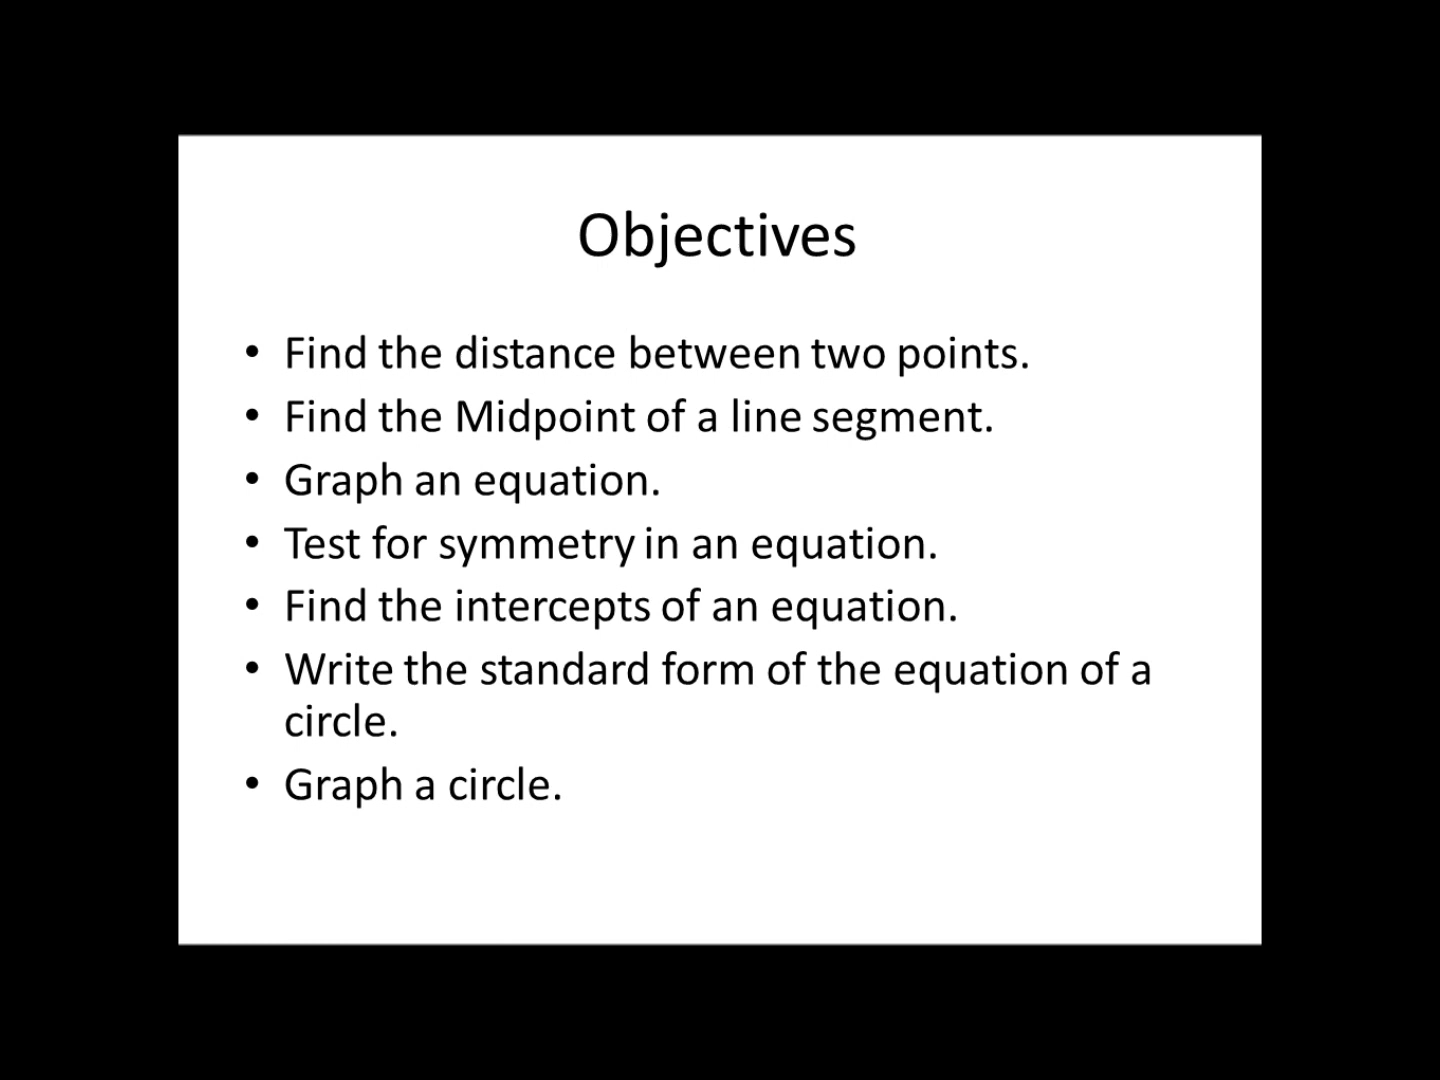 Objectives
• Find the distance between two points.
• Find the Midpoint of a line segment.
• Graph an equation.
• Test for symmetry in an equation.
• Find the intercepts of an equation.
• Write the standard form of the equation of a
circle.
• Graph a circle.